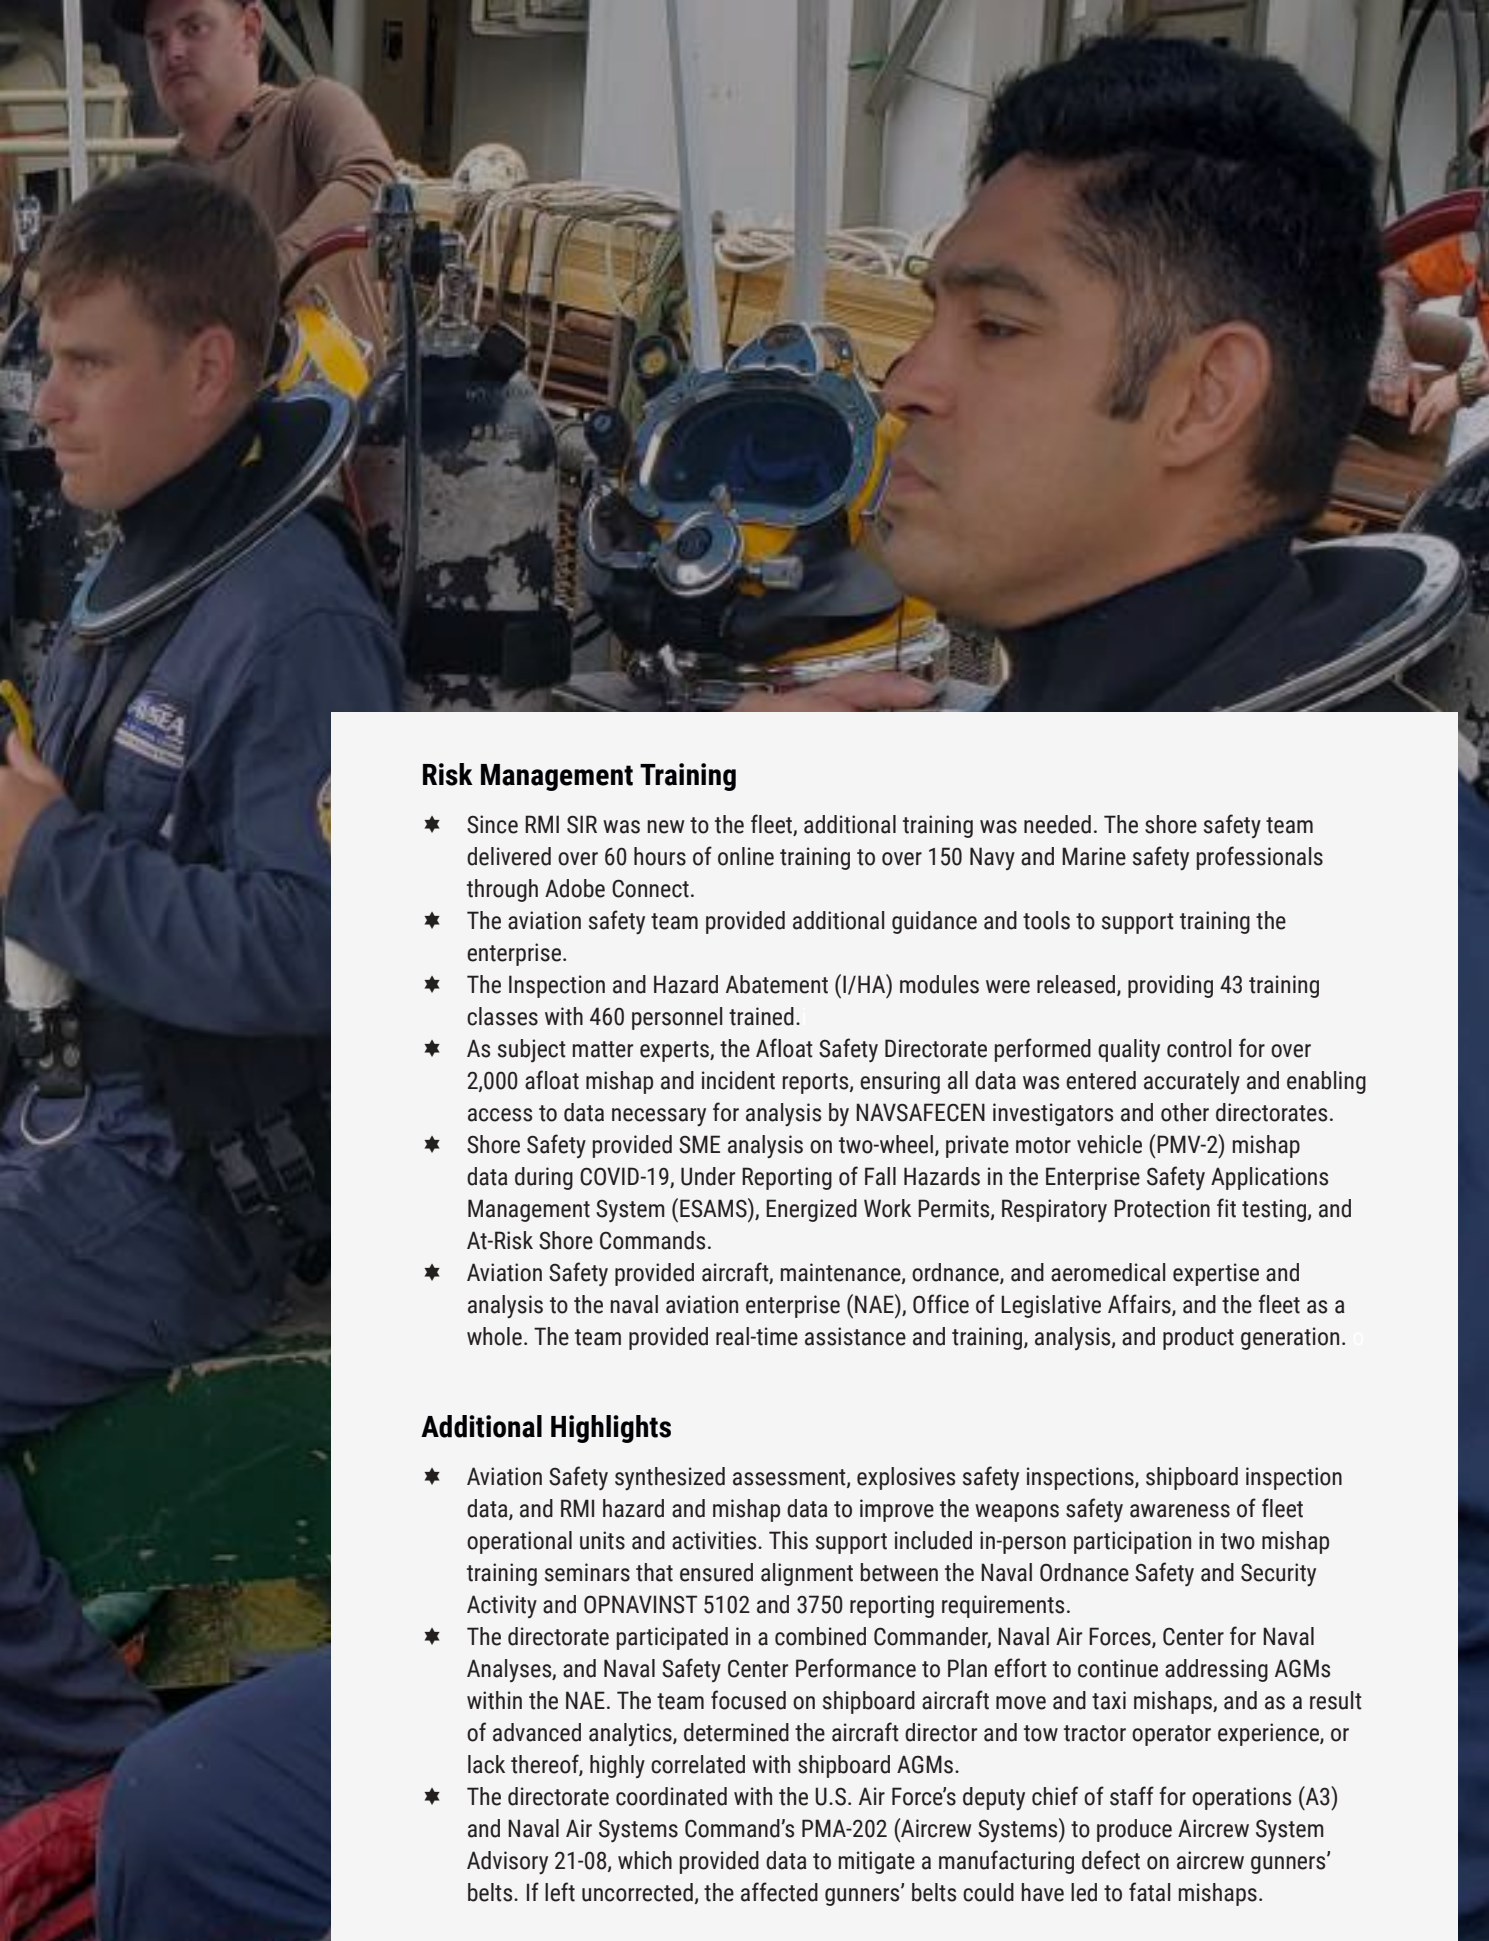 Risk Management Training
✶ Since RMI SIR was new to the fleet, additional training was needed. The shore safety team
delivered over 60 hours of online training to over 150 Navy and Marine safety professionals
through Adobe Connect.
✶ The aviation safety team provided additional guidance and tools to support training the
enterprise.
✶ The Inspection and Hazard Abatement (I/HA) modules were released, providing 43 training
classes with 460 personnel trained.
✶ As subject matter experts, the Afloat Safety Directorate performed quality control for over
2,000 afloat mishap and incident reports, ensuring all data was entered accurately and enabling
access to data necessary for analysis by NAVSAFECEN investigators and other directorates.
✶ Shore Safety provided SME analysis on two-wheel, private motor vehicle (PMV-2) mishap
data during COVID-19, Under Reporting of Fall Hazards in the Enterprise Safety Applications
Management System (ESAMS), Energized Work Permits, Respiratory Protection fit testing, and
At-Risk Shore Commands.
✶ Aviation Safety provided aircraft, maintenance, ordnance, and aeromedical expertise and
analysis to the naval aviation enterprise (NAE), Office of Legislative Affairs, and the fleet as a
whole. The team provided real-time assistance and training, analysis, and product generation.
Additional Highlights
✶ Aviation Safety synthesized assessment, explosives safety inspections, shipboard inspection
data, and RMI hazard and mishap data to improve the weapons safety awareness of fleet
operational units and activities. This support included in-person participation in two mishap
training seminars that ensured alignment between the Naval Ordnance Safety and Security
Activity and OPNAVINST 5102 and 3750 reporting requirements.
✶ The directorate participated in a combined Commander, Naval Air Forces, Center for Naval
Analyses, and Naval Safety Center Performance to Plan effort to continue addressing AGMs
within the NAE. The team focused on shipboard aircraft move and taxi mishaps, and as a result
of advanced analytics, determined the aircraft director and tow tractor operator experience, or
lack thereof, highly correlated with shipboard AGMs.
✶ The directorate coordinated with the U.S. Air Force’s deputy chief of staff for operations (A3)
and Naval Air Systems Command’s PMA-202 (Aircrew Systems) to produce Aircrew System
Advisory 21-08, which provided data to mitigate a manufacturing defect on aircrew gunners’
belts. If left uncorrected, the affected gunners’ belts could have led to fatal mishaps.